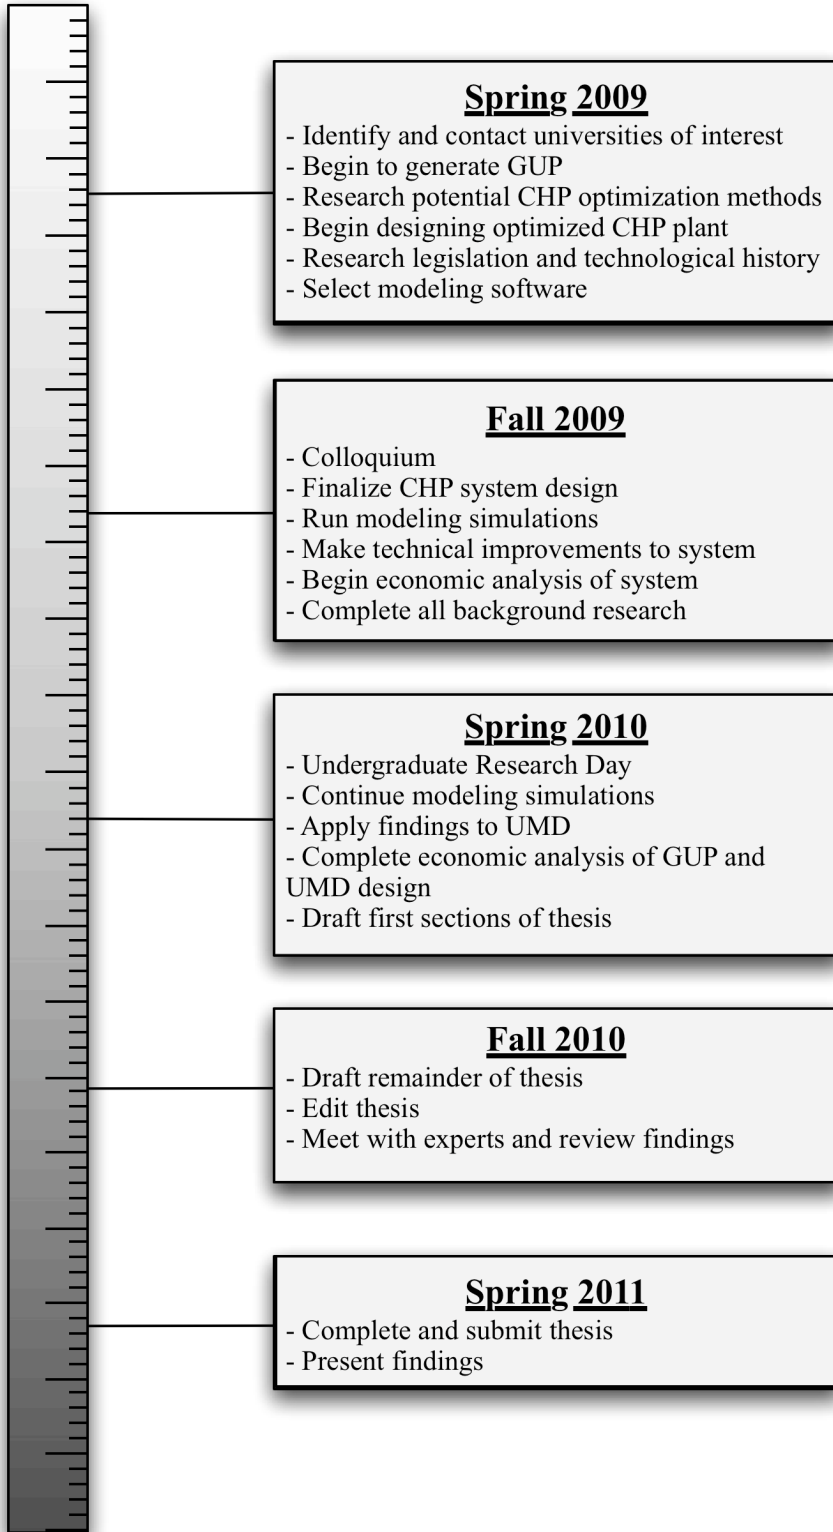 Spring 2009
- Identify and contact universities of interest
- Begin to generate GUP
- Research potential CHP optimization methods
- Begin designing optimized CHP plant
- Research legislation and technological history
- Select modeling software
Fall 2009
- Colloquium
- Finalize CHP system design
- Run modeling simulations
- Make technical improvements to system
- Begin economic analysis of system
- Complete all background research
Spring 2010
- Undergraduate Research Day
- Continue modeling simulations
- Apply findings to UMD
- Complete economic analysis of GUP and
UMD design
- Draft first sections of thesis
Fall 2010
- Draft remainder of thesis
- Edit thesis
- Meet with experts and review findings
Spring 2011
- Complete and submit thesis
- Present findings